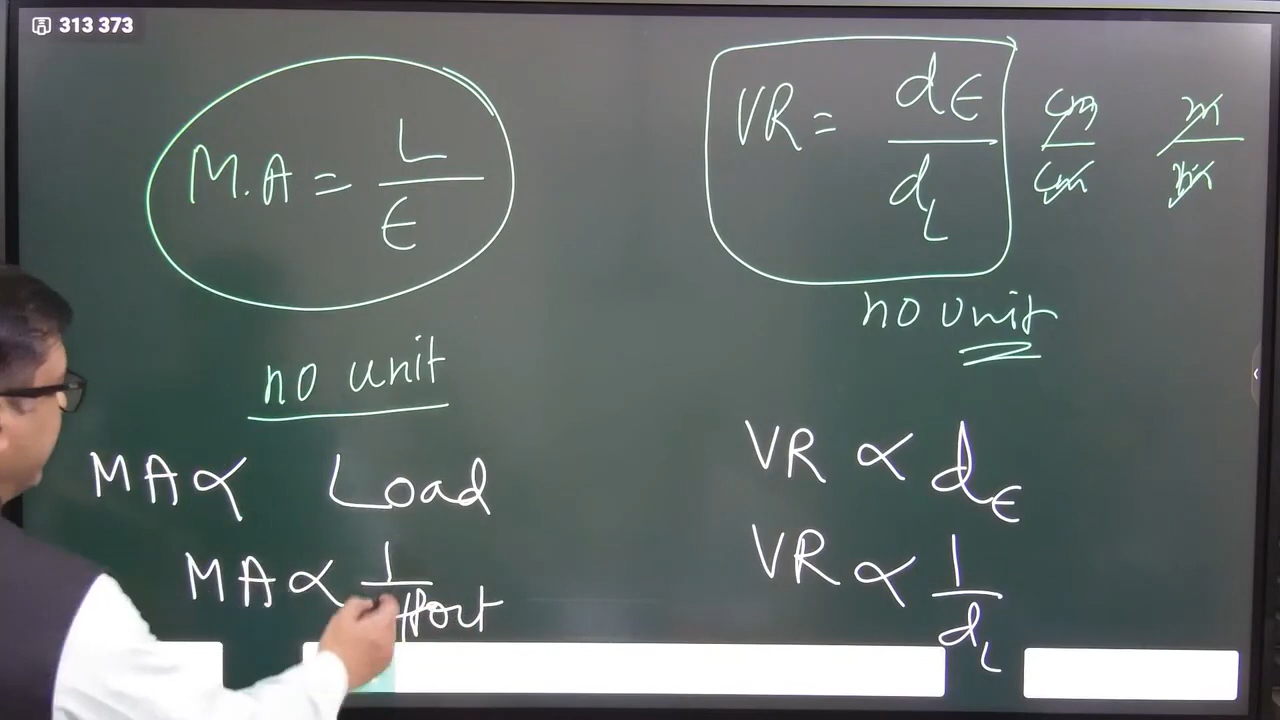 313 373
M.A = L/E
no unit
MA ∝ Load
MA ∝ 1/Effort
VR = dE/dL cm/cm m/m
no unit
VR ∝ dE
VR ∝ 1/dL